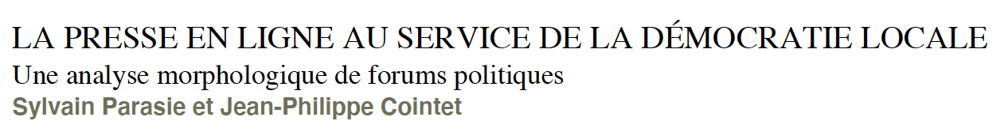 LA PRESSE EN LIGNE AU SERVICE DE LA DÉMOCRATIE LOCALE
Une analyse morphologique de forums politiques
Sylvain Parasie et Jean-Philippe Cointet